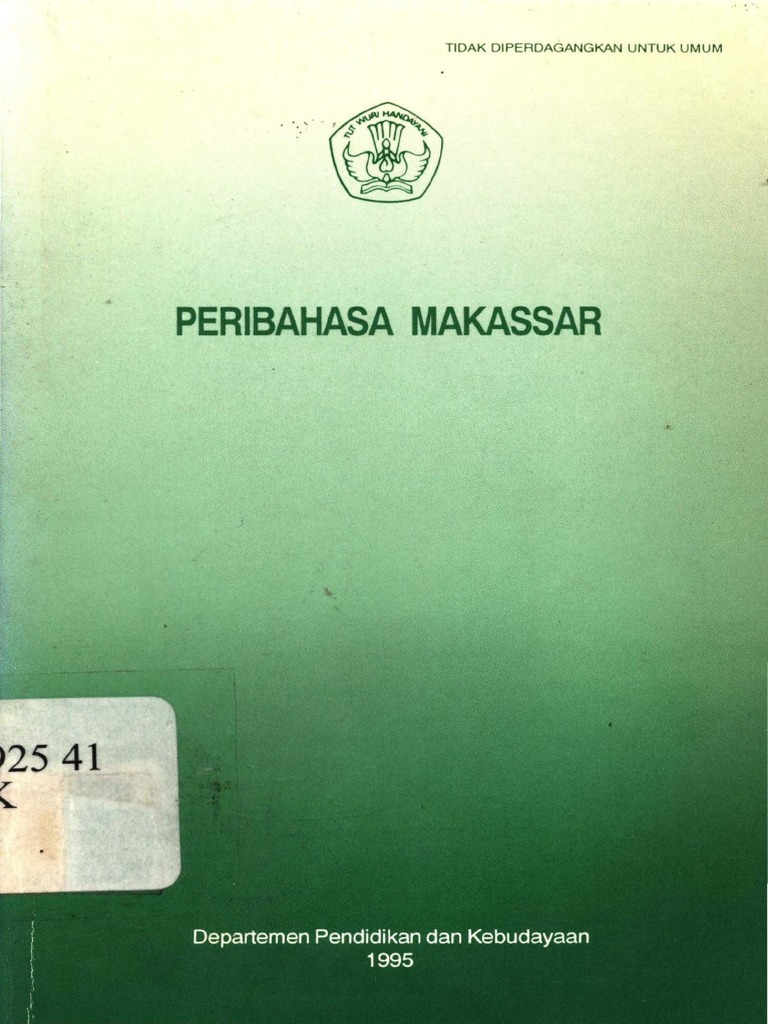 TIDAK DIPERDAGANGKAN UNTUK UMUM
TUT WURI HANDAYANI
PERIBAHASA MAKASSAR
925 41
K
Departemen Pendidikan dan Kebudayaan
1995